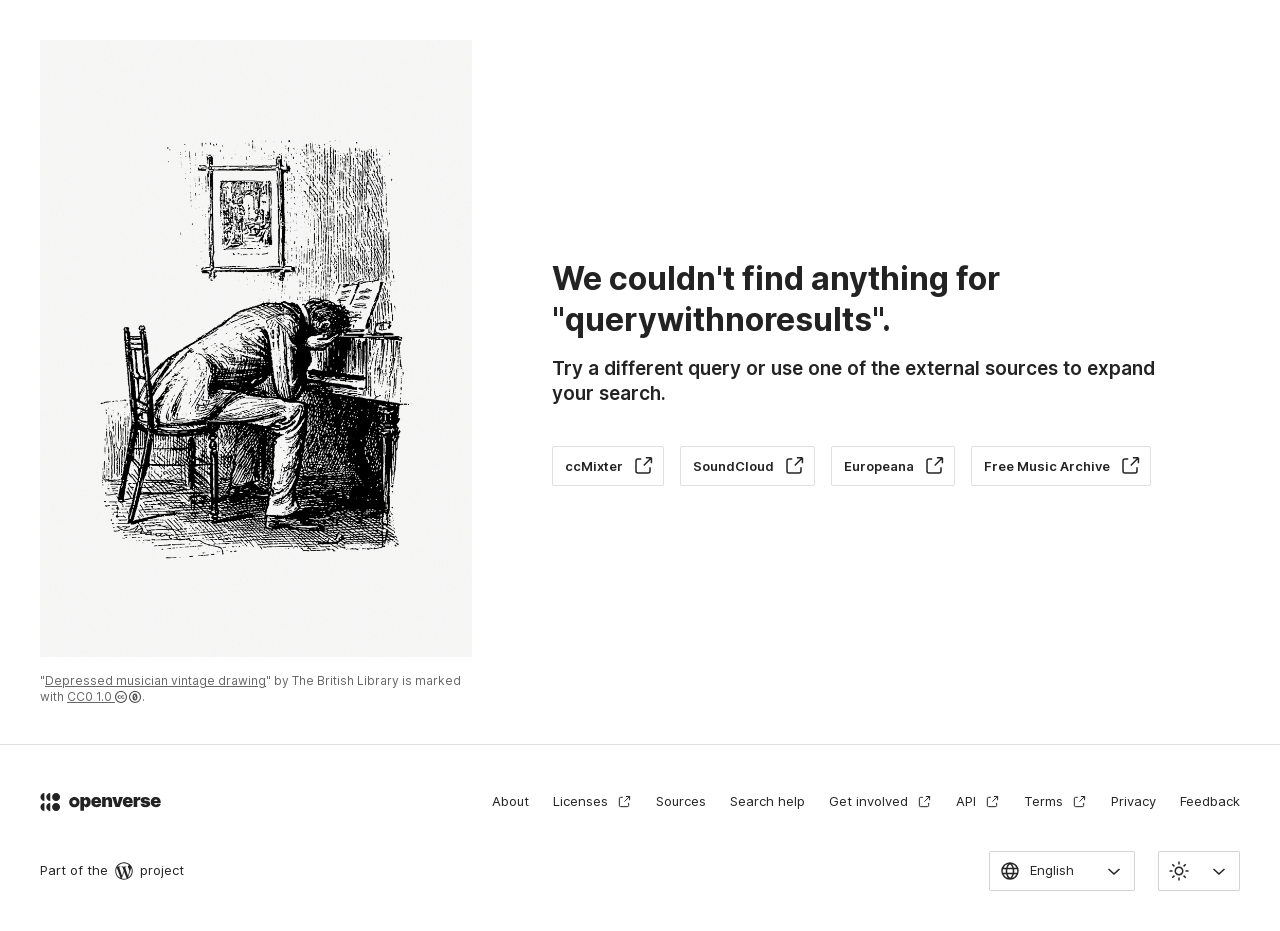 We couldn't find anything for
"querywithnoresults".
Try a different query or use one of the external sources to expand
your search.
ccMixter
SoundCloud
Europeana
Free Music Archive
"Depressed musician vintage drawing" by The British Library is marked
with CC0 1.0.
openverse
About
Licenses
Sources
Search help
Get involved
API
Terms
Privacy
Feedback
Part of the project
English